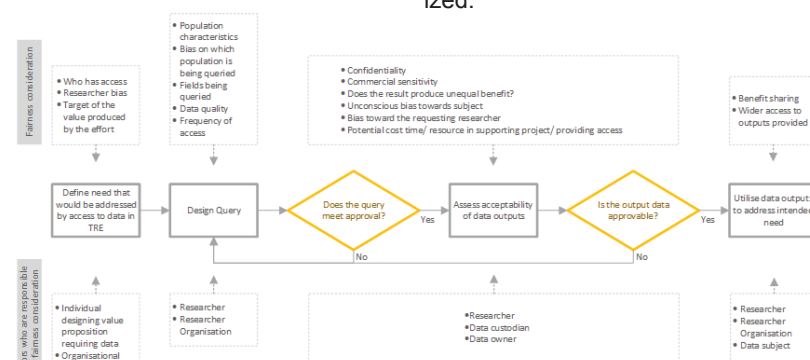 ized.
Fairness consideration
• Who has access
• Researcher bias
• Target of the
value produced
by the effort
• Population
characteristics
• Bias on which
population is
being queried
• Fields being
queried
• Data quality
• Frequency of
access
• Confidentiality
• Commercial sensitivity
• Does the result produce unequal benefit?
• Unconscious bias towards subject
• Bias toward the requesting researcher
• Potential cost time/ resource in supporting project/ providing access
• Benefit sharing
• Wider access to
outputs provided
Define need that
would be addressed
by access to data in
TRE
Design Query
Does the query
meet approval?
Yes
Assess acceptability
of data outputs
Is the output data
approvable?
Yes
Utilise data output
to address intended
need
No
No
who are responsible
fairness consideration
• Individual
designing value
proposition
requiring data
• Organisational
• Researcher
• Researcher
Organisation
• Researcher
• Data custodian
• Data owner
• Researcher
• Researcher
Organisation
• Data subject